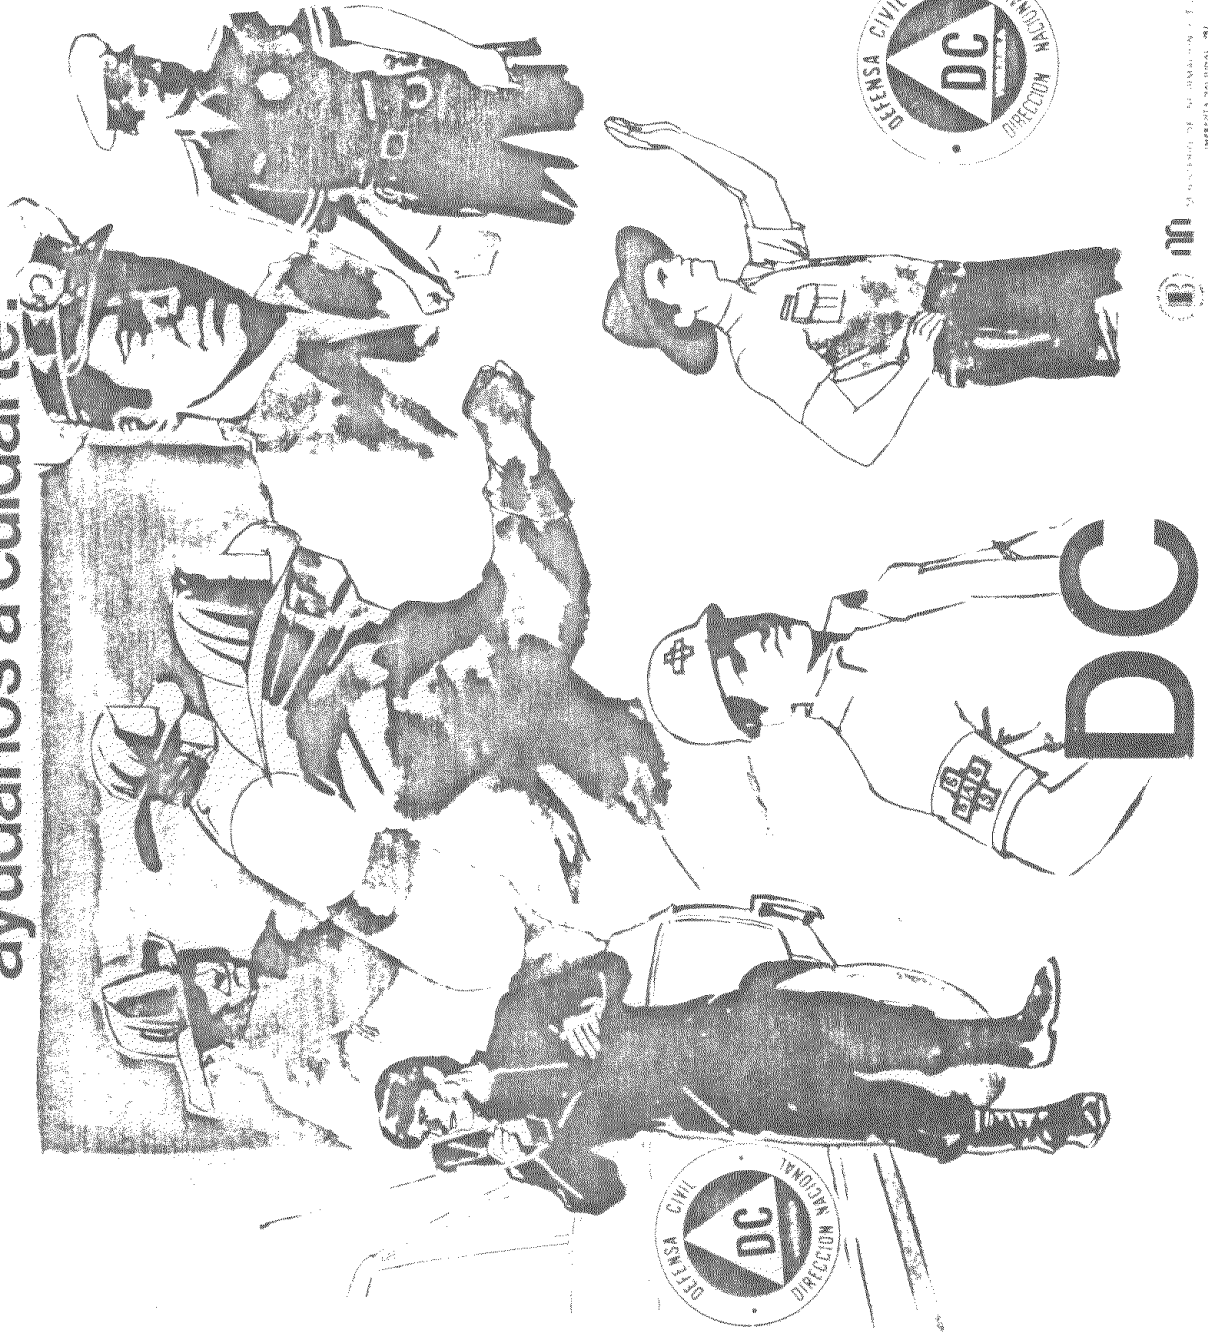 ayudanos a cuidarte.
DEFENSA CIVIL
DC
DIRECCION NACIONAL
DC
DEFENSA CIVIL
DC
DIRECCION NACIONAL